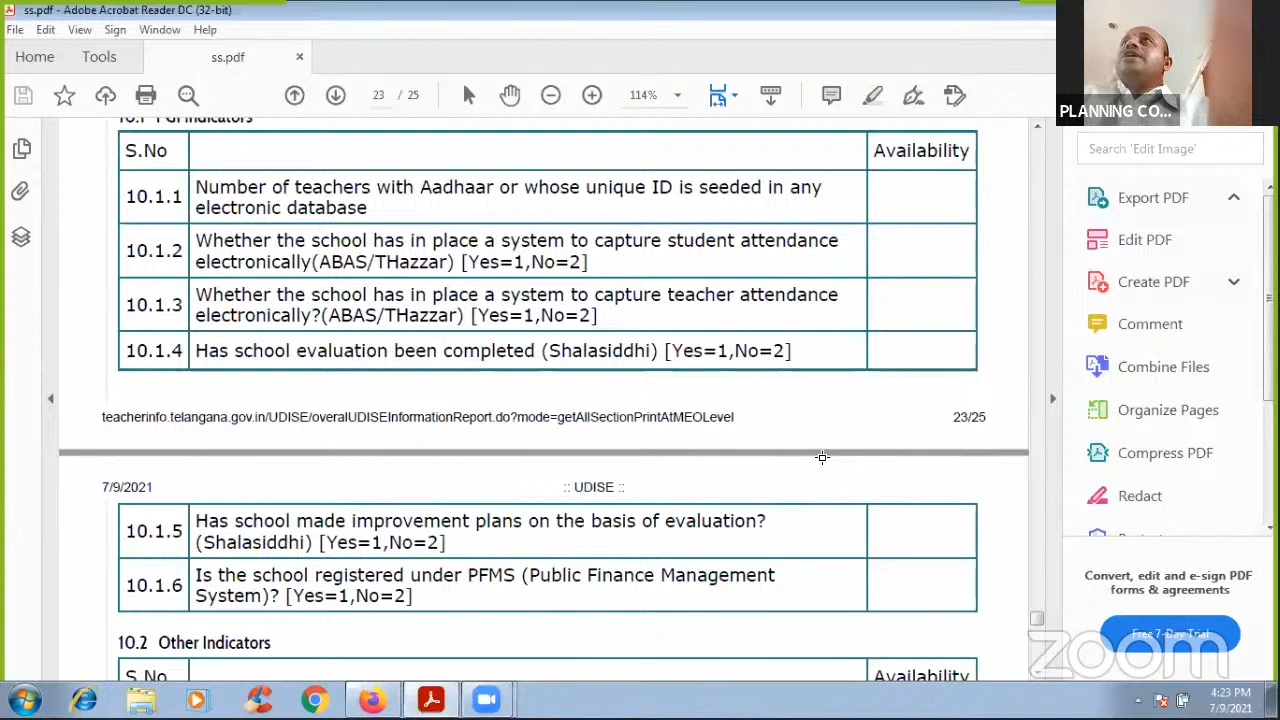 ss.pdf - Adobe Acrobat Reader DC (32-bit)
File Edit View Sign Window Help
Home Tools ss.pdf ×
23 / 25 114%
PLANNING CO...
Search 'Edit Image'
Export PDF
Edit PDF
Create PDF
Comment
Combine Files
Organize Pages
Compress PDF
Redact
Convert, edit and e-sign PDF
forms & agreements
Free 7-Day Trial
10.1 PGI Indicators
S.No Availability
10.1.1 Number of teachers with Aadhaar or whose unique ID is seeded in any
electronic database
10.1.2 Whether the school has in place a system to capture student attendance
electronically(ABAS/THazzar) [Yes=1,No=2]
10.1.3 Whether the school has in place a system to capture teacher attendance
electronically?(ABAS/THazzar) [Yes=1,No=2]
10.1.4 Has school evaluation been completed (Shalasiddhi) [Yes=1,No=2]
teacherinfo.telangana.gov.in/UDISE/overalUDISEInformationReport.do?mode=getAllSectionPrintAtMEOLevel 23/25
7/9/2021 :: UDISE ::
10.1.5 Has school made improvement plans on the basis of evaluation?
(Shalasiddhi) [Yes=1,No=2]
10.1.6 Is the school registered under PFMS (Public Finance Management
System)? [Yes=1,No=2]
10.2 Other Indicators
S.No Availability
zoom
4:23 PM
7/9/2021